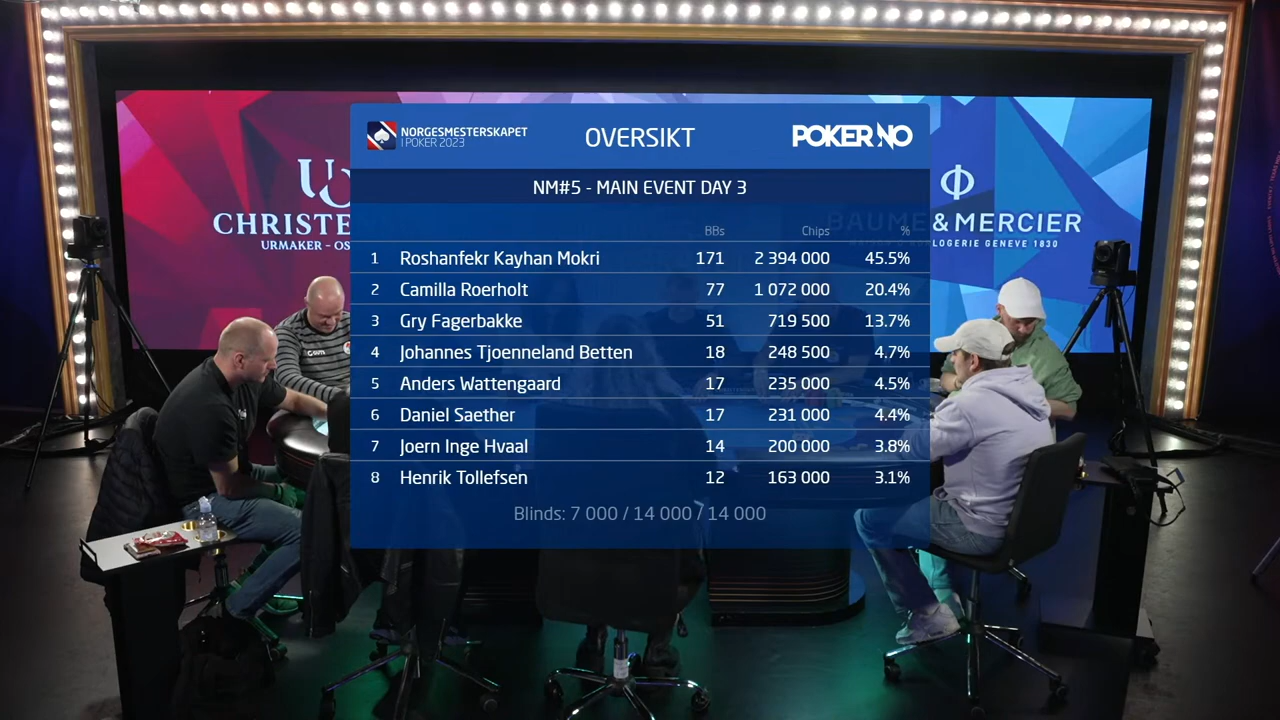 NORGESMESTERSKAPET
I POKER 2023
OVERSIKT
POKER NO
NM#5 - MAIN EVENT DAY 3
BBs Chips %
1 Roshanfekr Kayhan Mokri 171 2 394 000 45.5%
2 Camilla Roerholt 77 1 072 000 20.4%
3 Gry Fagerbakke 51 719 500 13.7%
4 Johannes Tjoenneland Betten 18 248 500 4.7%
5 Anders Wattengaard 17 235 000 4.5%
6 Daniel Saether 17 231 000 4.4%
7 Joern Inge Hvaal 14 200 000 3.8%
8 Henrik Tollefsen 12 163 000 3.1%
Blinds: 7 000 / 14 000 / 14 000
CHRISTE
URMAKER - OS
BAUME & MERCIER
HORLOGERIE GENEVE 1830